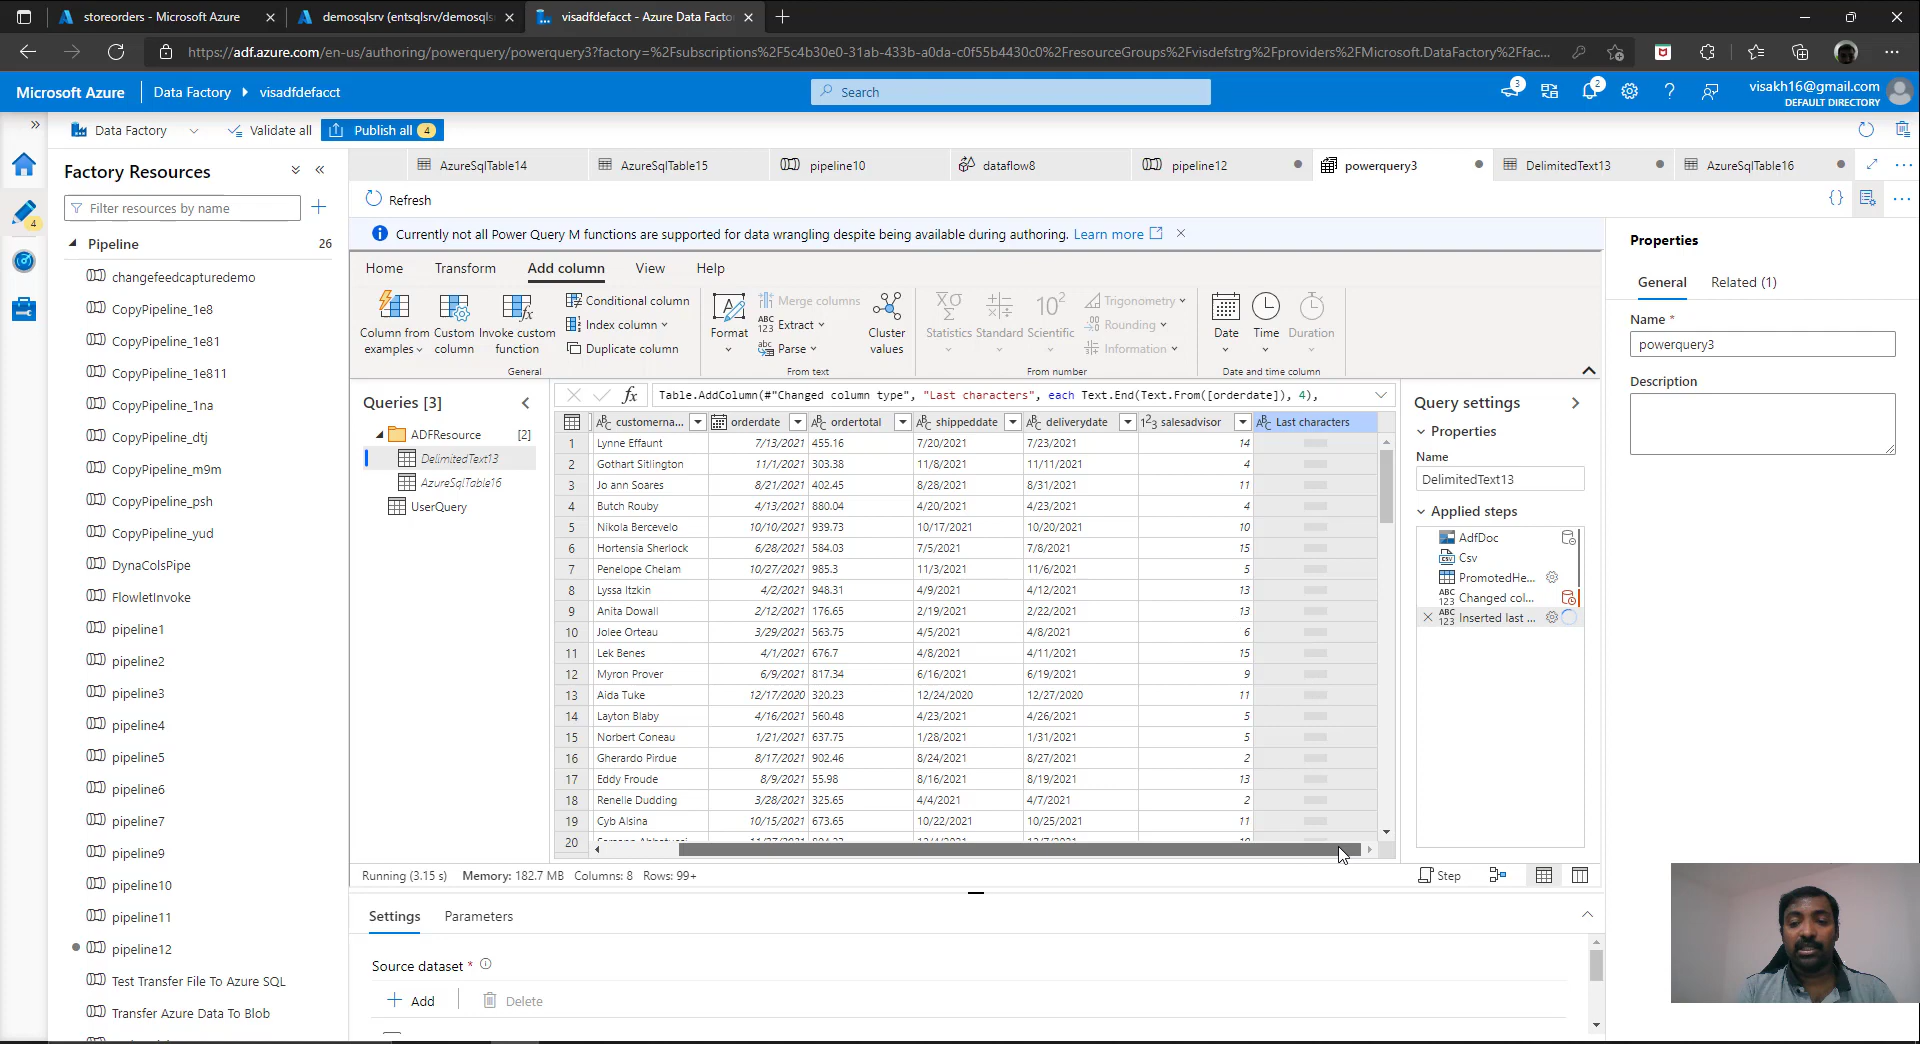 storeorders - Microsoft Azure
demosqlsrv (entsqlsrv/demosqls
visadfdefacct - Azure Data Facto
https://adf.azure.com/en-us/authoring/powerquery/powerquery3?factory=%2Fsubscriptions%2F5c4b30e0-31ab-433b-a0da-c0f55b4430c0%2FresourceGroups%2Fvisdefstrg%2Fproviders%2FMicrosoft.DataFactory%2Ffac...
Microsoft Azure
Data Factory
visadfdefacct
Search
3
2
visakh16@gmail.com
DEFAULT DIRECTORY
Data Factory
Validate all
Publish all
4
Factory Resources
Filter resources by name
4
Pipeline
26
changefeedcapturedemo
CopyPipeline_1e8
CopyPipeline_1e81
CopyPipeline_1e811
CopyPipeline_1na
CopyPipeline_dtj
CopyPipeline_m9m
CopyPipeline_psh
CopyPipeline_yud
DynaColsPipe
FlowletInvoke
pipeline1
pipeline2
pipeline3
pipeline4
pipeline5
pipeline6
pipeline7
pipeline9
pipeline10
pipeline11
pipeline12
Test Transfer File To Azure SQL
Transfer Azure Data To Blob
AzureSqlTable14
AzureSqlTable15
pipeline10
dataflow8
pipeline12
powerquery3
DelimitedText13
AzureSqlTable16
Refresh
{}
Currently not all Power Query M functions are supported for data wrangling despite being available during authoring. Learn more
Home
Transform
Add column
View
Help
Column from examples
Custom column
Invoke custom function
Conditional column
Index column
Duplicate column
General
Format
Merge columns
ABC 123 Extract
abc Parse
Cluster values
From text
Statistics
Standard
Scientific
Trigonometry
Rounding
Information
From number
Date
Time
Duration
Date and time column
Queries [3]
ADFResource [2]
DelimitedText13
AzureSqlTable16
UserQuery
fx
Table.AddColumn(#"Changed column type", "Last characters", each Text.End(Text.From([orderdate]), 4),
customerna... orderdate ordertotal shippeddate deliverydate salesadvisor Last characters
1 Lynne Effaunt 7/13/2021 455.16 7/20/2021 7/23/2021 14
2 Gothart Sitlington 11/1/2021 303.38 11/8/2021 11/11/2021 4
3 Jo ann Soares 8/21/2021 402.45 8/28/2021 8/31/2021 11
4 Butch Rouby 4/13/2021 880.04 4/20/2021 4/23/2021 4
5 Nikola Bercevelo 10/10/2021 939.73 10/17/2021 10/20/2021 10
6 Hortensia Sherlock 6/28/2021 584.03 7/5/2021 7/8/2021 15
7 Penelope Chelam 10/27/2021 985.3 11/3/2021 11/6/2021 5
8 Lyssa Itzkin 4/2/2021 948.31 4/9/2021 4/12/2021 13
9 Anita Dowall 2/12/2021 176.65 2/19/2021 2/22/2021 13
10 Jolee Orteau 3/29/2021 563.75 4/5/2021 4/8/2021 6
11 Lek Benes 4/1/2021 676.7 4/8/2021 4/11/2021 15
12 Myron Prover 6/9/2021 817.34 6/16/2021 6/19/2021 9
13 Aida Tuke 12/17/2020 320.23 12/24/2020 12/27/2020 11
14 Layton Blaby 4/16/2021 560.48 4/23/2021 4/26/2021 5
15 Norbert Coneau 1/21/2021 637.75 1/28/2021 1/31/2021 5
16 Gherardo Pirdue 8/17/2021 902.46 8/24/2021 8/27/2021 2
17 Eddy Froude 8/9/2021 55.98 8/16/2021 8/19/2021 13
18 Renelle Dudding 3/28/2021 325.65 4/4/2021 4/7/2021 2
19 Cyb Alsina 10/15/2021 673.65 10/22/2021 10/25/2021 11
20
Running (3.15 s) Memory: 182.7 MB Columns: 8 Rows: 99+
Step
Query settings
Properties
Name
DelimitedText13
Applied steps
AdfDoc
Csv
PromotedHe...
ABC 123 Changed col...
ABC 123 Inserted last ...
Settings
Parameters
Source dataset *
Add
Delete
Properties
General
Related (1)
Name *
powerquery3
Description